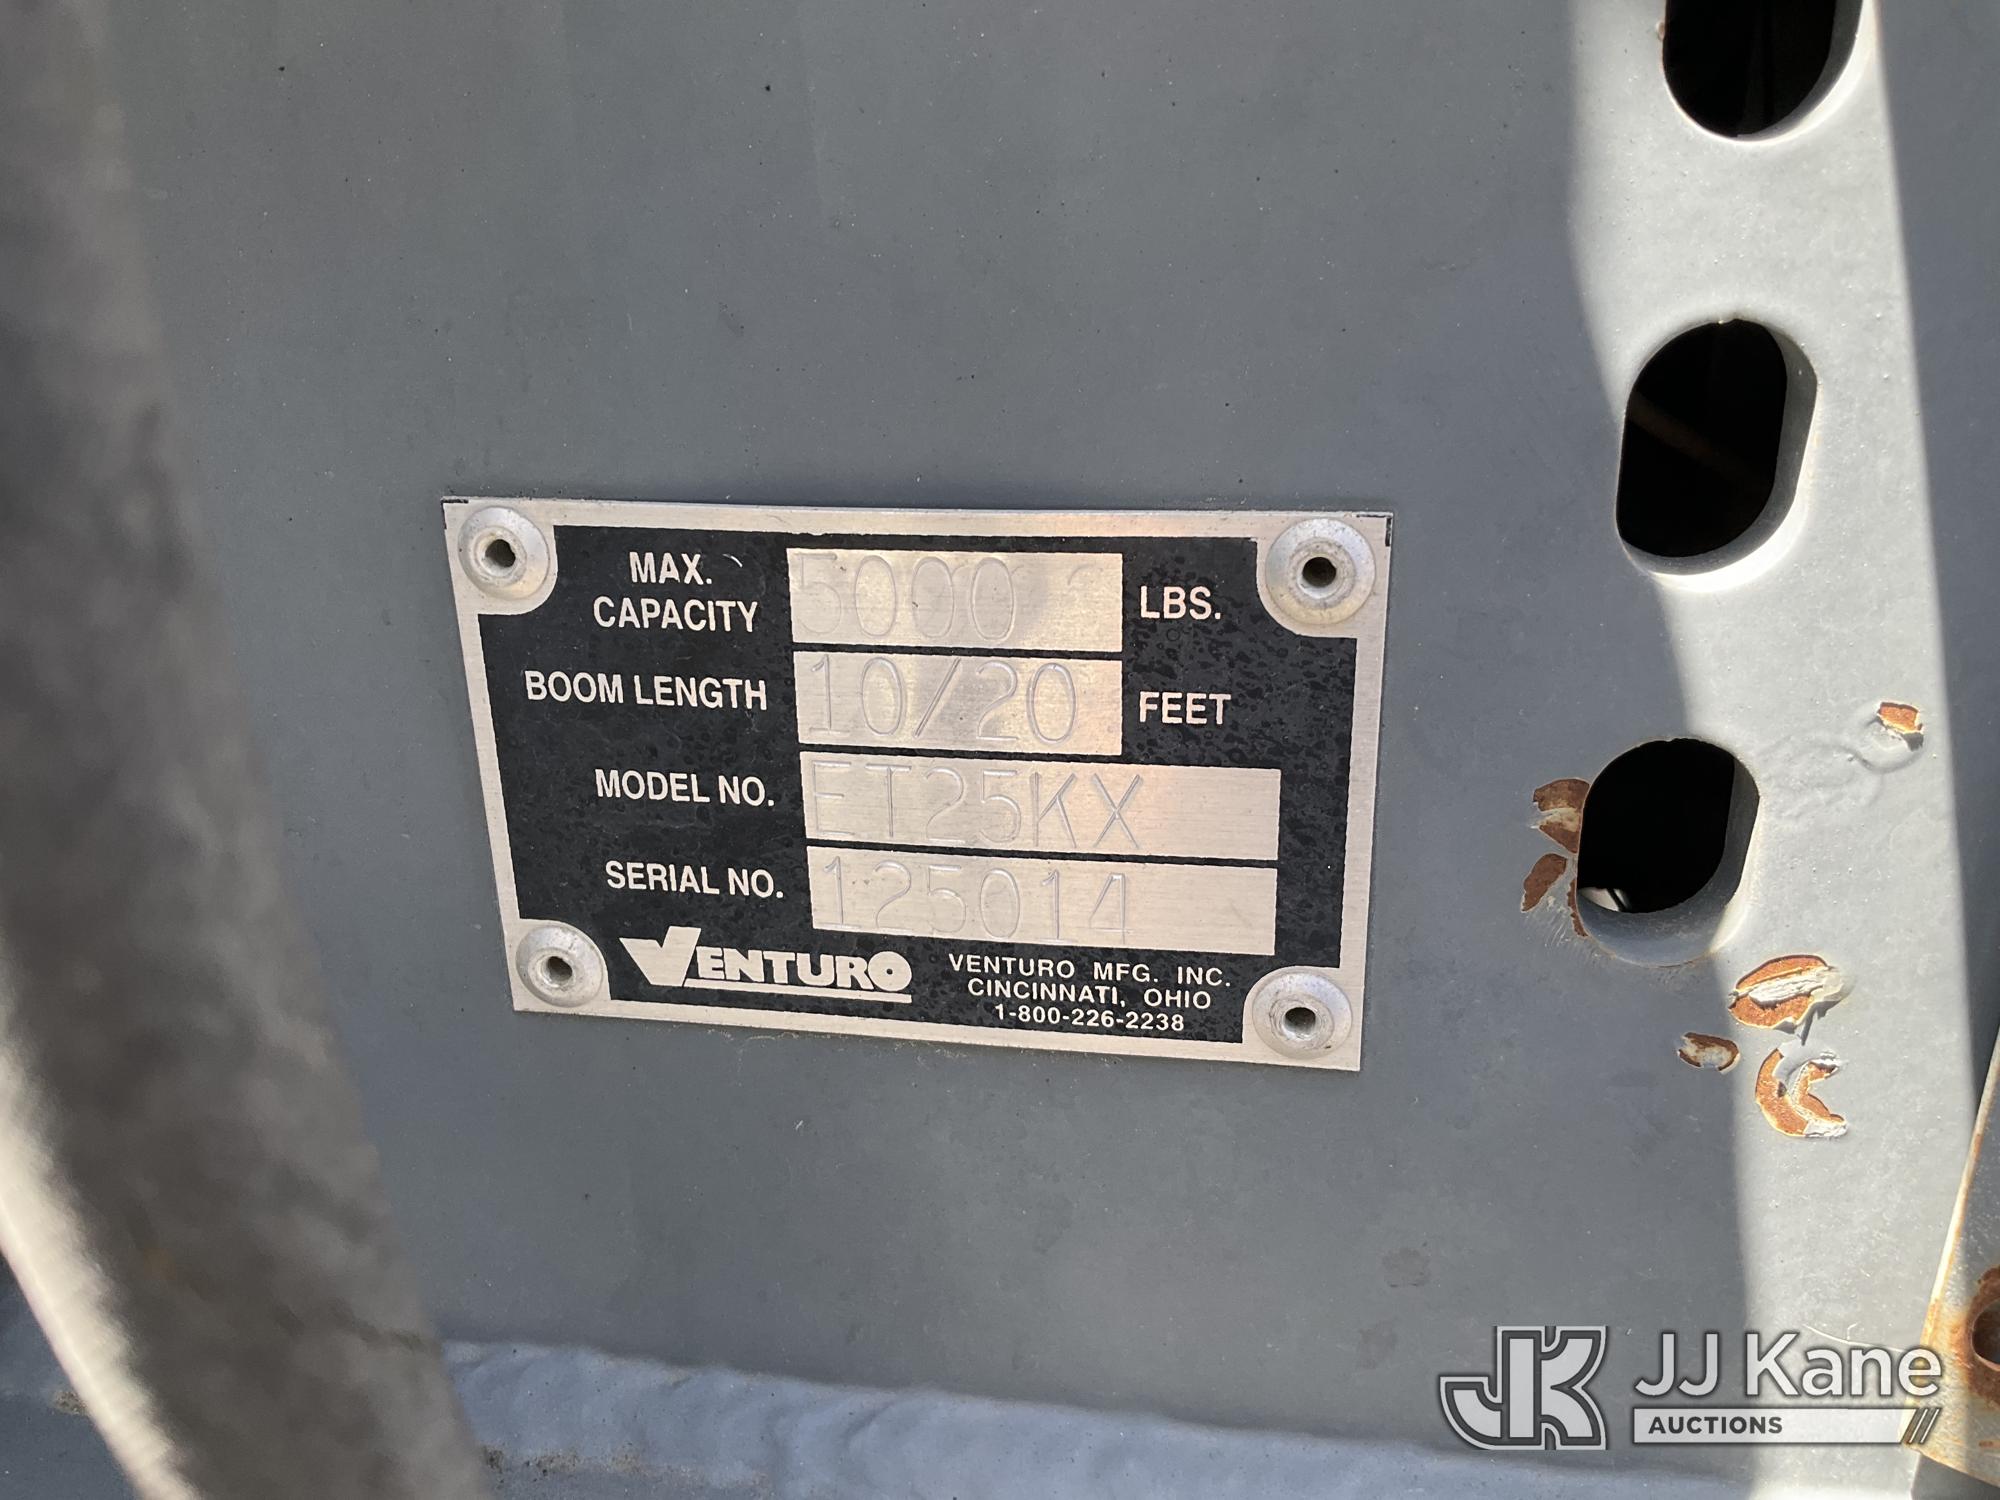 MAX. CAPACITY 5000 LBS.
BOOM LENGTH 10/20 FEET
MODEL NO. ET25KX
SERIAL NO. 125014
VENTURO
VENTURO MFG. INC.
CINCINNATI, OHIO
1-800-226-2238
JK JJ Kane
AUCTIONS